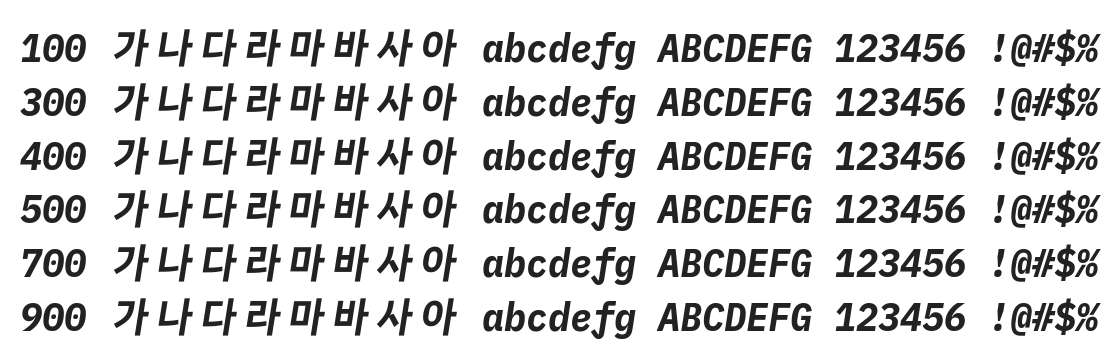 100 가나다라마바사아 abcdefg ABCDEFG 123456 !@#$%
300 가나다라마바사아 abcdefg ABCDEFG 123456 !@#$%
400 가나다라마바사아 abcdefg ABCDEFG 123456 !@#$%
500 가나다라마바사아 abcdefg ABCDEFG 123456 !@#$%
700 가나다라마바사아 abcdefg ABCDEFG 123456 !@#$%
900 가나다라마바사아 abcdefg ABCDEFG 123456 !@#$%